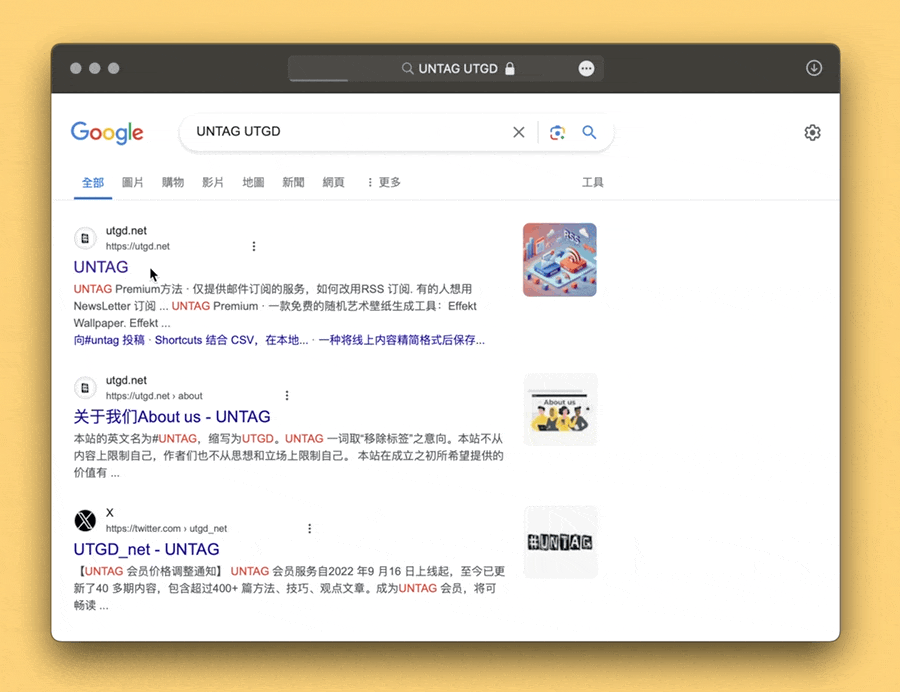 UNTAG UTGD
Google
UNTAG UTGD
全部 圖片 購物 影片 地圖 新聞 網頁 更多 工具
utgd.net
https://utgd.net
UNTAG
UNTAG Premium方法 · 仅提供邮件订阅的服务，如何改用RSS 订阅. 有的人想用
NewsLetter 订阅 ... UNTAG Premium · 一款免费的随机艺术壁纸生成工具：Effekt
Wallpaper. Effekt ...
向#untag 投稿 · Shortcuts 结合 CSV，在本地... · 一种将线上内容精简格式后保存...
RSS
utgd.net
https://utgd.net › about
关于我们About us - UNTAG
本站的英文名为#UNTAG，缩写为UTGD。UNTAG 一词取“移除标签”之意向。本站不从
内容上限制自己，作者们也不从思想和立场上限制自己。 本站在成立之初所希望提供的
价值有 ...
About us
X
https://twitter.com › utgd_net
UTGD_net - UNTAG
【UNTAG 会员价格调整通知】 UNTAG 会员服务自2022 年9 月16 日上线起，至今已更
新了40 多期内容，包含超过400+ 篇方法、技巧、观点文章。成为UNTAG 会员，将可
畅读 ...
#UNTAG